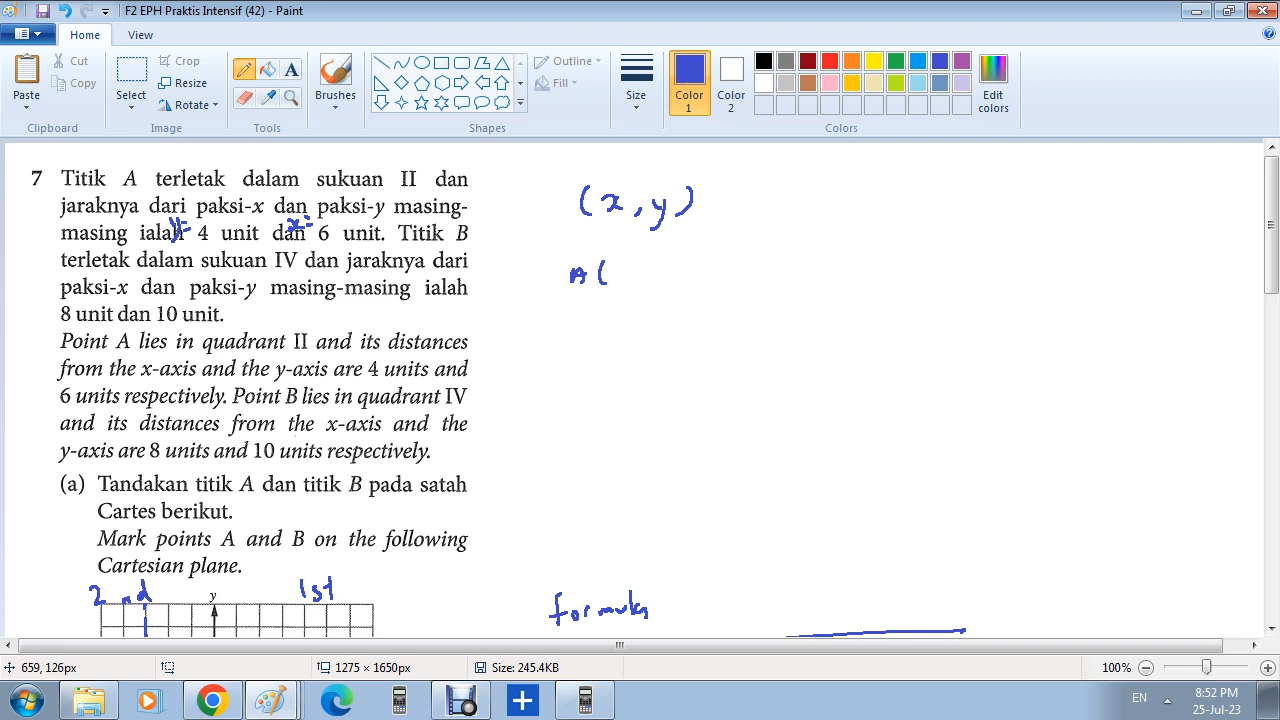 F2 EPH Praktis Intensif (42) - Paint
Home View
Paste
Cut
Copy
Clipboard
Select
Crop
Resize
Rotate
Image
A
Tools
Brushes
Shapes
Outline
Fill
Size
Color 1
Color 2
Edit colors
Colors
7 Titik A terletak dalam sukuan II dan
jaraknya dari paksi-x dan paksi-y masing-
y= x=
masing ialah 4 unit dan 6 unit. Titik B
terletak dalam sukuan IV dan jaraknya dari
paksi-x dan paksi-y masing-masing ialah
8 unit dan 10 unit.
Point A lies in quadrant II and its distances
from the x-axis and the y-axis are 4 units and
6 units respectively. Point B lies in quadrant IV
and its distances from the x-axis and the
y-axis are 8 units and 10 units respectively.
(a) Tandakan titik A dan titik B pada satah
Cartes berikut.
Mark points A and B on the following
Cartesian plane.
2nd 1st
y
(x, y)
A (
formula
659, 126px
1275 × 1650px
Size: 245.4KB
100%
EN
8:52 PM
25-Jul-23